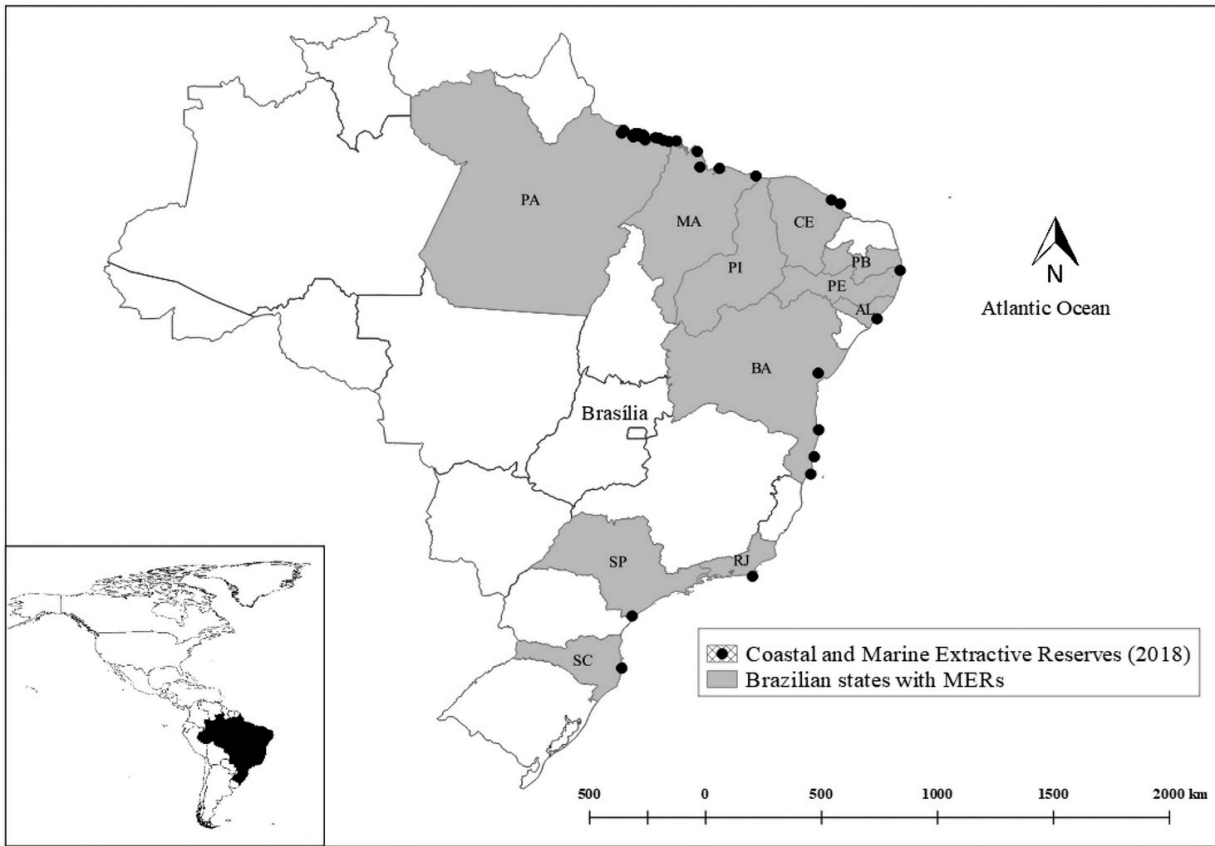 PA
MA
CE
PI
PB
PE
AL
BA
N
Atlantic Ocean
Brasília
SP
RJ
SC
Coastal and Marine Extractive Reserves (2018)
Brazilian states with MERs
500 0 500 1000 1500 2000 km